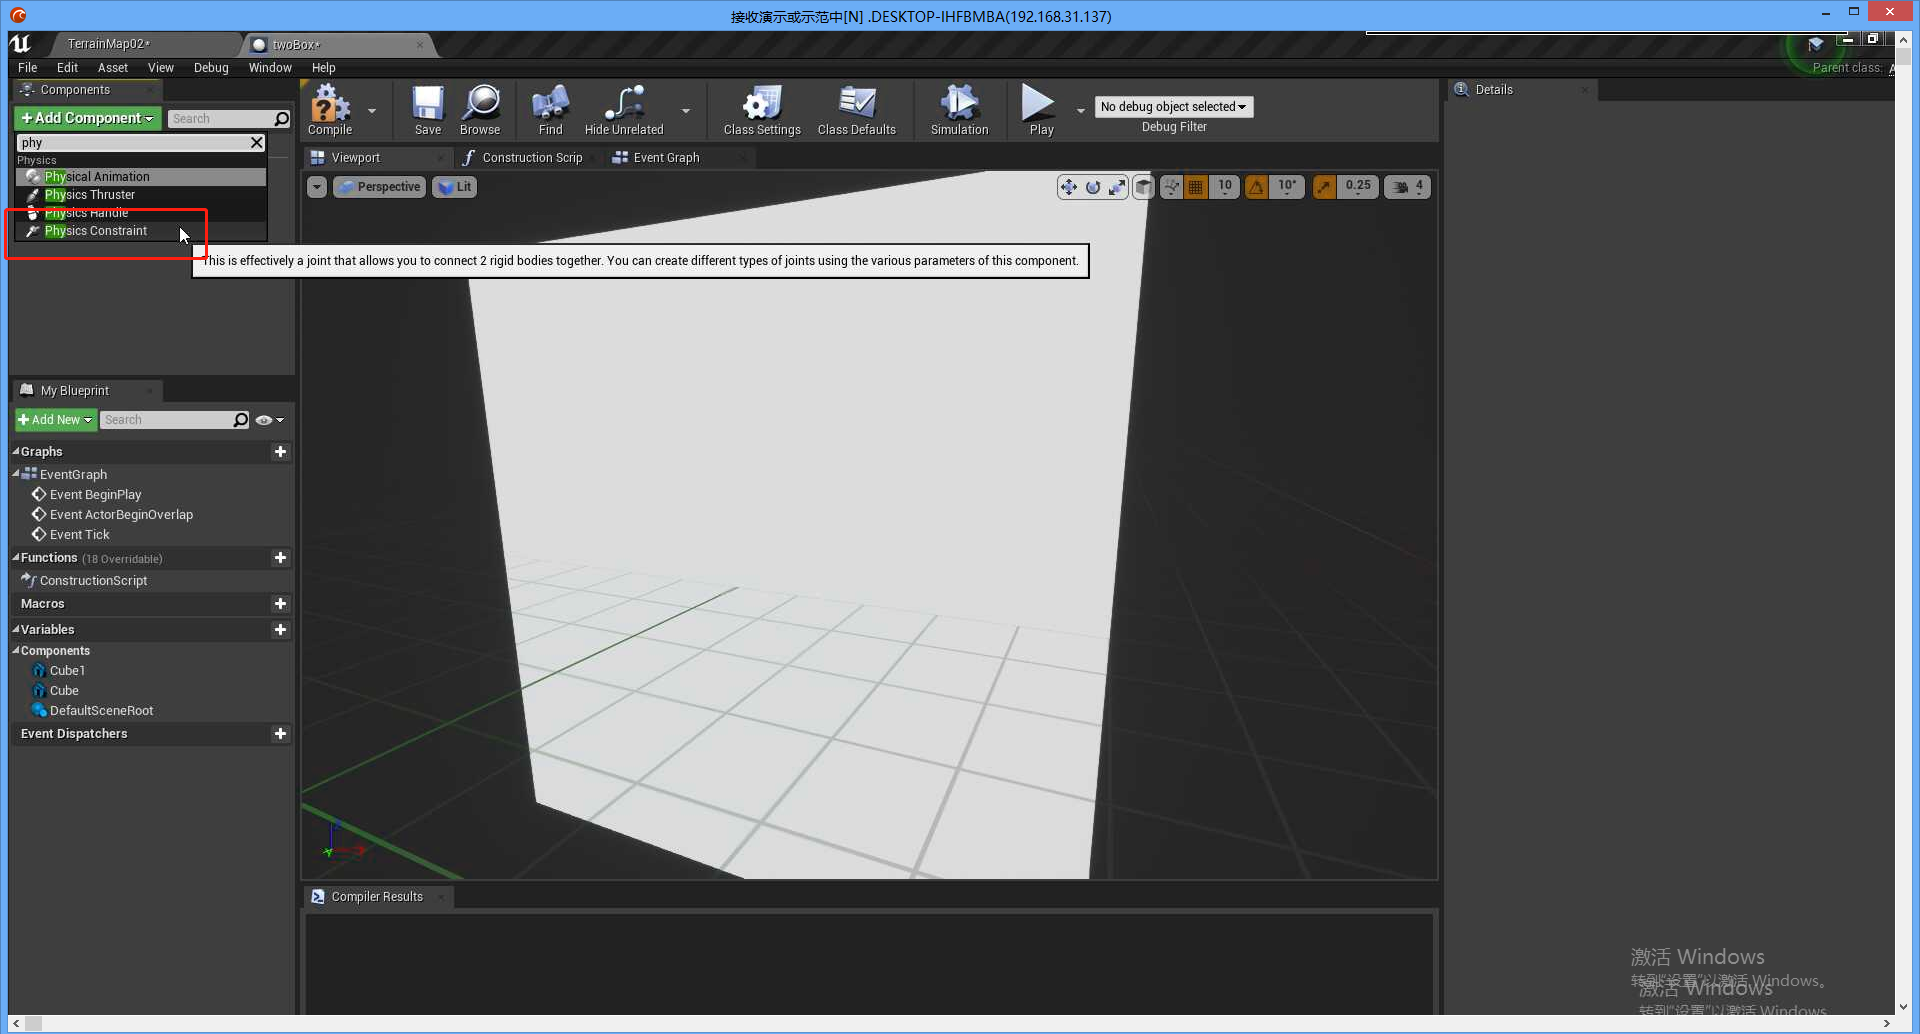 接收演示或示范中[N] .DESKTOP-IHFBMBA(192.168.31.137)
TerrainMap02*
twoBox*
File Edit Asset View Debug Window Help
Parent class:
Components
Details
+Add Component
Search
phy
Physics
Physical Animation
Physics Thruster
Physics Handle
Physics Constraint
This is effectively a joint that allows you to connect 2 rigid bodies together. You can create different types of joints using the various parameters of this component.
Compile
Save
Browse
Find
Hide Unrelated
Class Settings
Class Defaults
Simulation
Play
No debug object selected
Debug Filter
Viewport
Construction Scrip
Event Graph
Perspective
Lit
10
10°
0.25
4
My Blueprint
+Add New
Search
Graphs
EventGraph
Event BeginPlay
Event ActorBeginOverlap
Event Tick
Functions (18 Overridable)
ConstructionScript
Macros
Variables
Components
Cube1
Cube
DefaultSceneRoot
Event Dispatchers
Compiler Results
激活 Windows
转到“设置”以激活 Windows。
激活 Windows
转到“设置”以激活 Windows